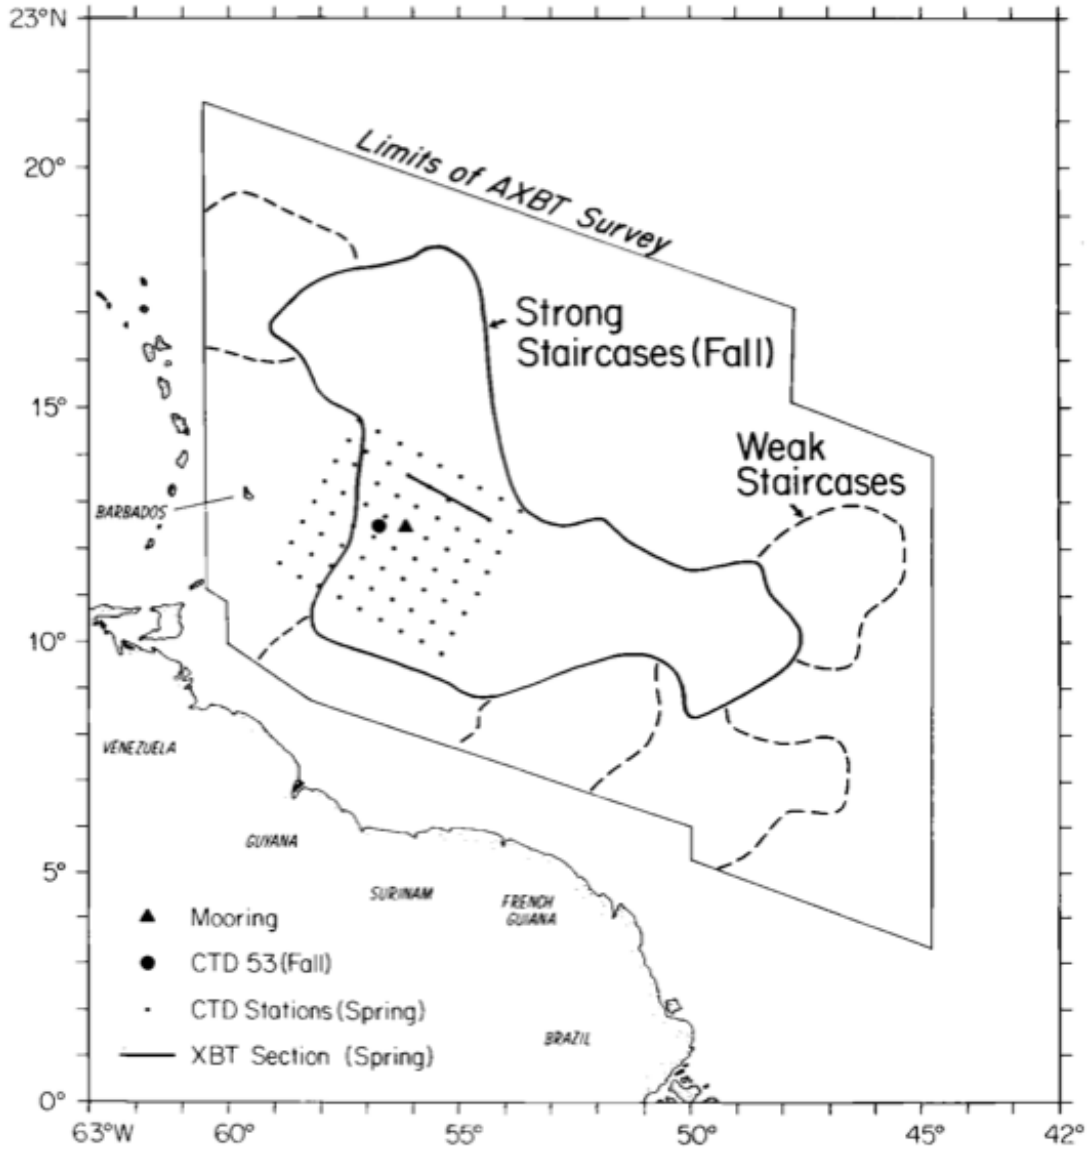 23°N
20°
15°
10°
5°
0°
63°W
60°
55°
50°
45°
42°
Limits of AXBT Survey
Strong
Staircases (Fall)
Weak
Staircases
BARBADOS
VENEZUELA
GUYANA
SURINAM
FRENCH
GUIANA
BRAZIL
Mooring
CTD 53 (Fall)
CTD Stations (Spring)
XBT Section (Spring)